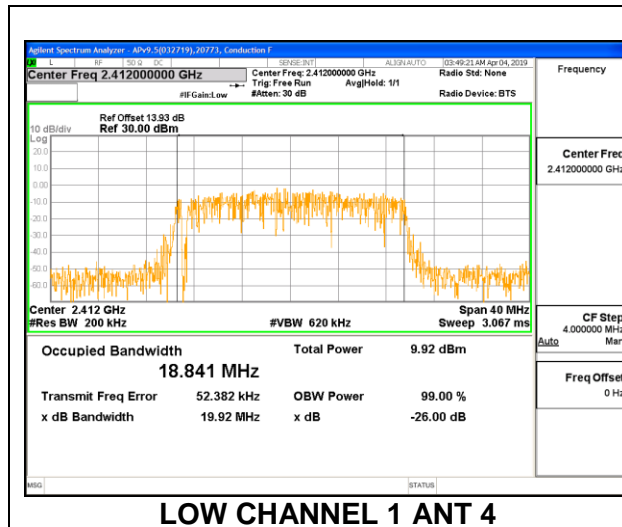 Agilent Spectrum Analyzer - APv9.5(032719),20773, Conduction F
L RF 50 Ω DC SENSE:INT ALIGN AUTO 03:49:21 AM Apr 04, 2019
Center Freq 2.412000000 GHz Center Freq: 2.412000000 GHz Radio Std: None Frequency
Trig: Free Run Avg|Hold: 1/1
#IFGain:Low #Atten: 30 dB Radio Device: BTS
Ref Offset 13.93 dB
10 dB/div Ref 30.00 dBm
Log
20.0
10.0
0.00
-10.0
-20.0
-30.0
-40.0
-50.0
-60.0
Center Freq
2.412000000 GHz
Center 2.412 GHz Span 40 MHz
#Res BW 200 kHz #VBW 620 kHz Sweep 3.067 ms
CF Step
4.000000 MHz
Auto Man
Occupied Bandwidth Total Power 9.92 dBm
18.841 MHz
Freq Offset
0 Hz
Transmit Freq Error 52.382 kHz OBW Power 99.00 %
x dB Bandwidth 19.92 MHz x dB -26.00 dB
MSG STATUS
LOW CHANNEL 1 ANT 4